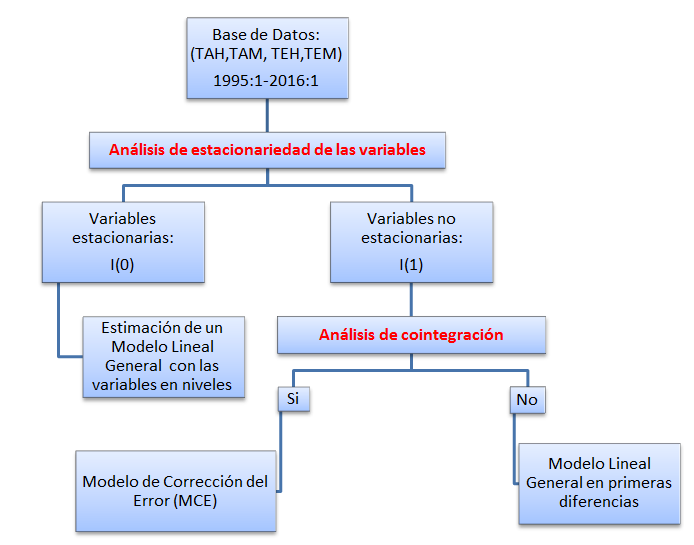 Base de Datos:
(TAH,TAM, TEH,TEM)
1995:1-2016:1
Análisis de estacionariedad de las variables
Variables
estacionarias:
I(0)
Variables no
estacionarias:
I(1)
Estimación de un
Modelo Lineal
General con las
variables en niveles
Análisis de cointegración
Si
No
Modelo de Corrección del
Error (MCE)
Modelo Lineal
General en primeras
diferencias